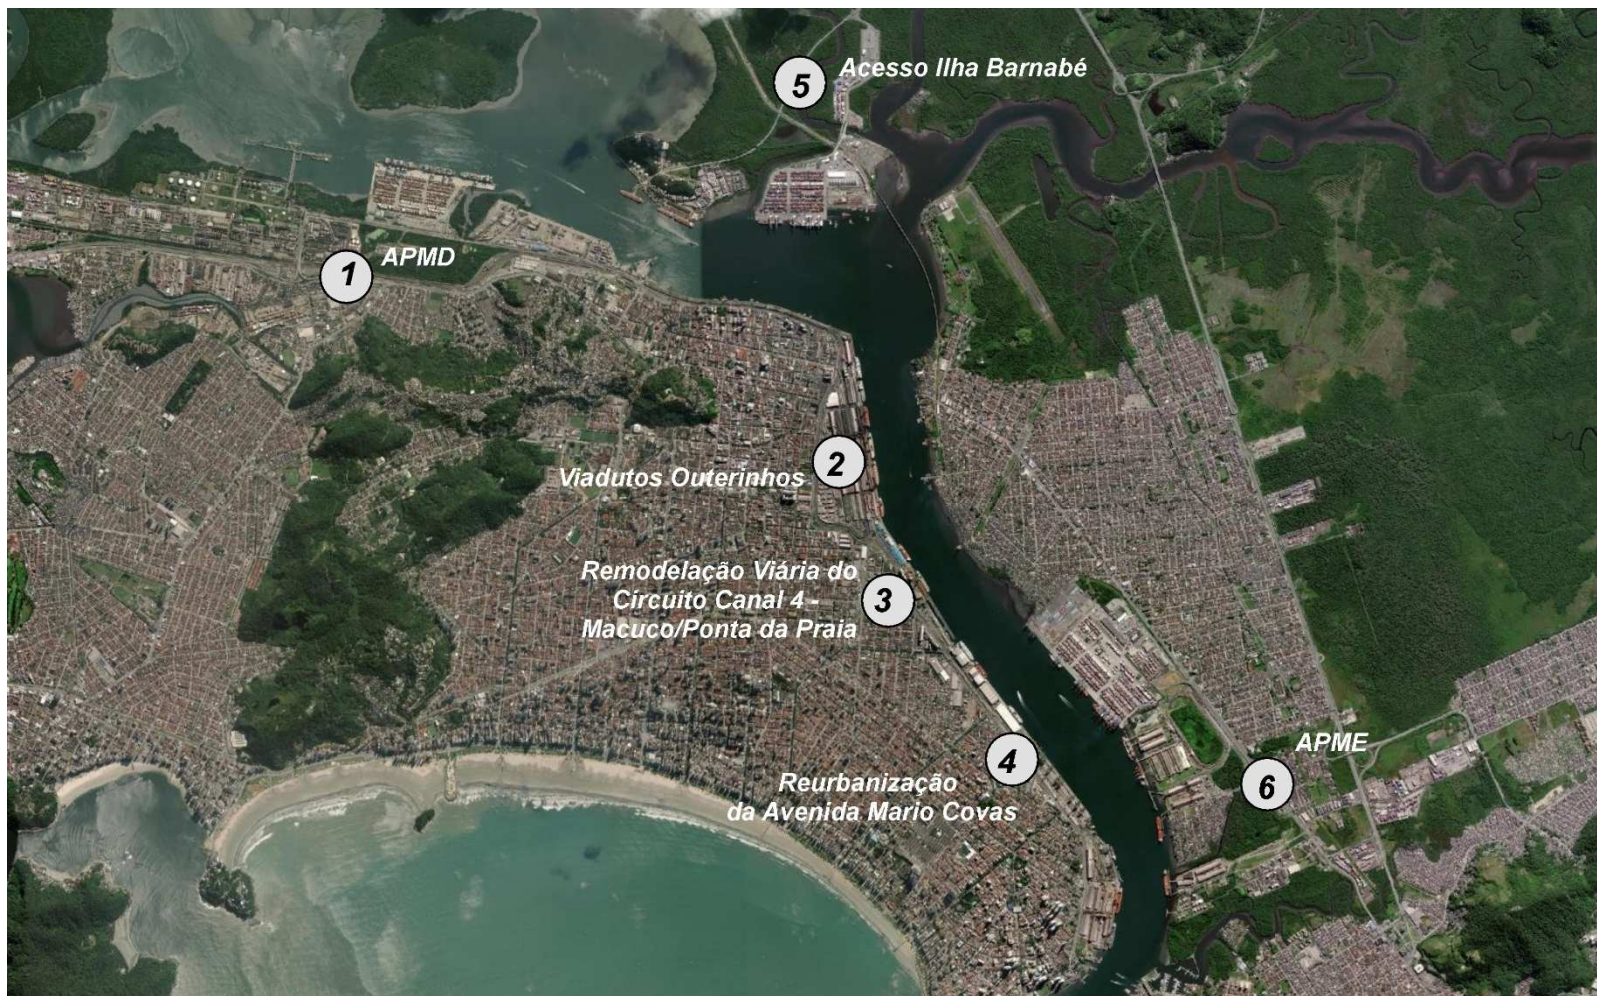 5
Acesso Ilha Barnabé
1
APMD
2
Viadutos Outerinhos
Remodelação Viária do
Circuito Canal 4 -
Macuco/Ponta da Praia
3
4
Reurbanização
da Avenida Mario Covas
APME
6